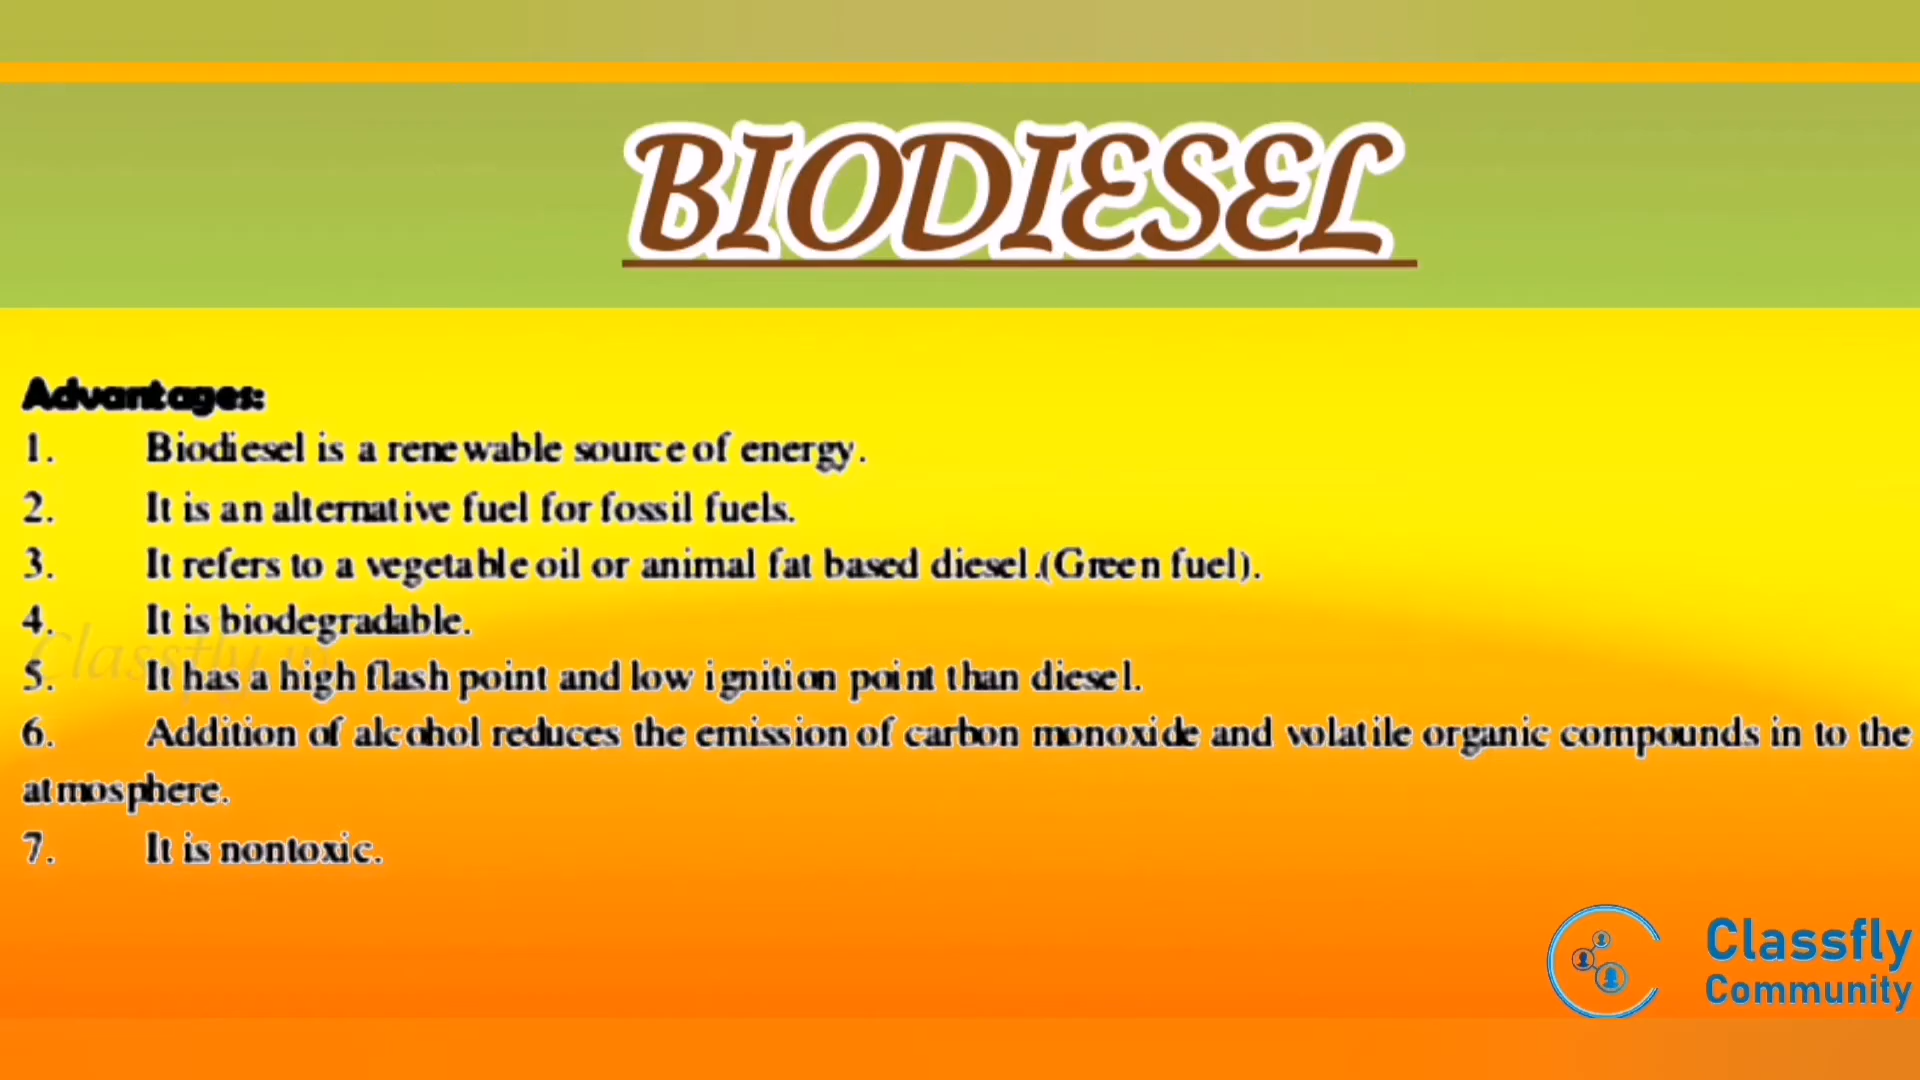 BIODIESEL
Advantages:
1. Biodiesel is a renewable source of energy.
2. It is an alternative fuel for fossil fuels.
3. It refers to a vegetable oil or animal fat based diesel.(Green fuel).
4. It is biodegradable.
Classfly.in
5. It has a high flash point and low ignition point than diesel.
6. Addition of alcohol reduces the emission of carbon monoxide and volatile organic compounds in to the
atmosphere.
7. It is nontoxic.
Classfly
Community